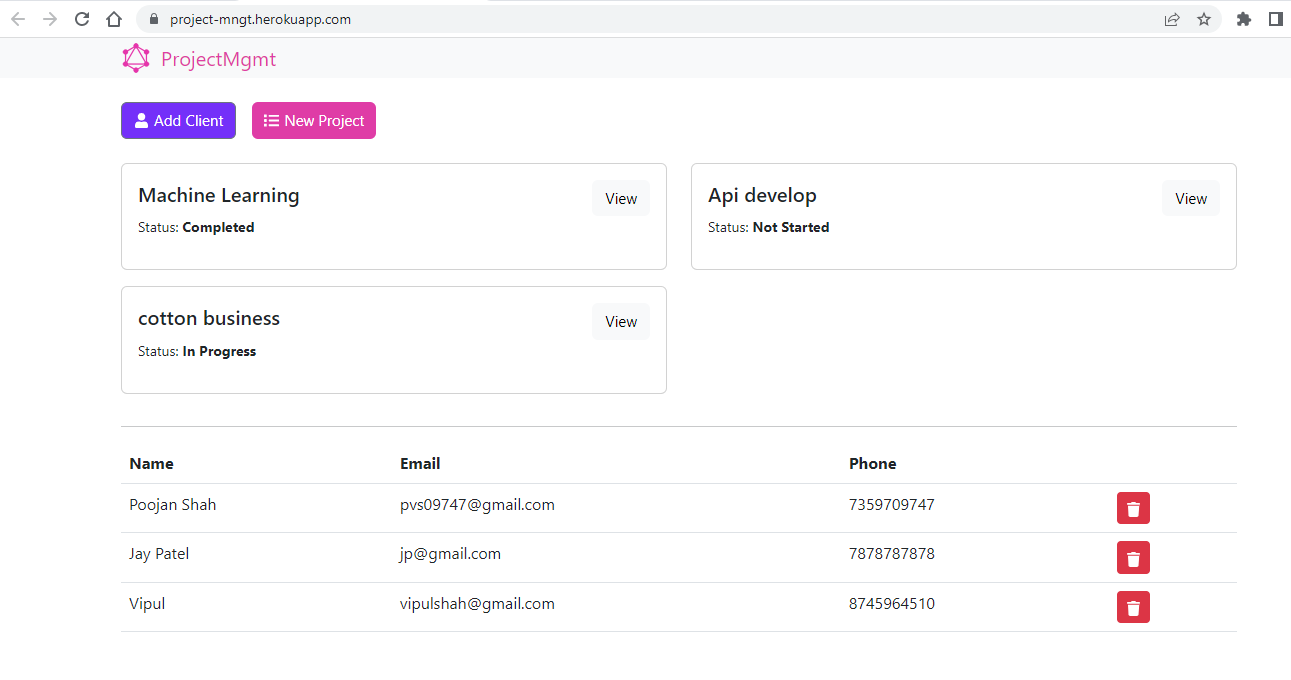 project-mngt.herokuapp.com
ProjectMgmt
Add Client New Project
Machine Learning View
Status: Completed
Api develop View
Status: Not Started
cotton business View
Status: In Progress
Name Email Phone
Poojan Shah pvs09747@gmail.com 7359709747
Jay Patel jp@gmail.com 7878787878
Vipul vipulshah@gmail.com 8745964510